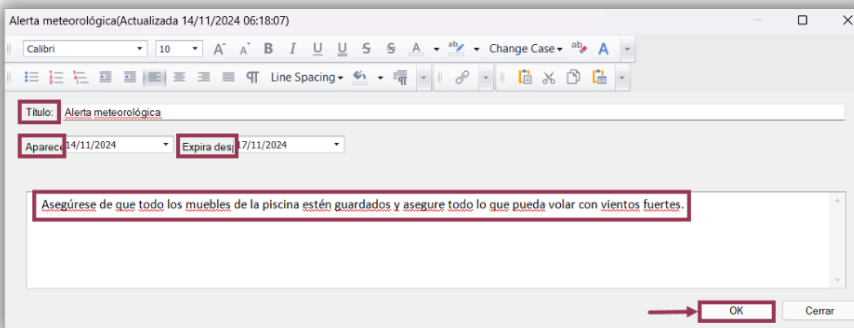 Alerta meteorológica(Actualizada 14/11/2024 06:18:07)
Calibri 10 A A B I U U S S A ab Change Case ab A
Line Spacing
Título: Alerta meteorológica
Aparece 14/11/2024 Expira desp 17/11/2024
Asegúrese de que todo los muebles de la piscina estén guardados y asegure todo lo que pueda volar con vientos fuertes.
OK Cerrar